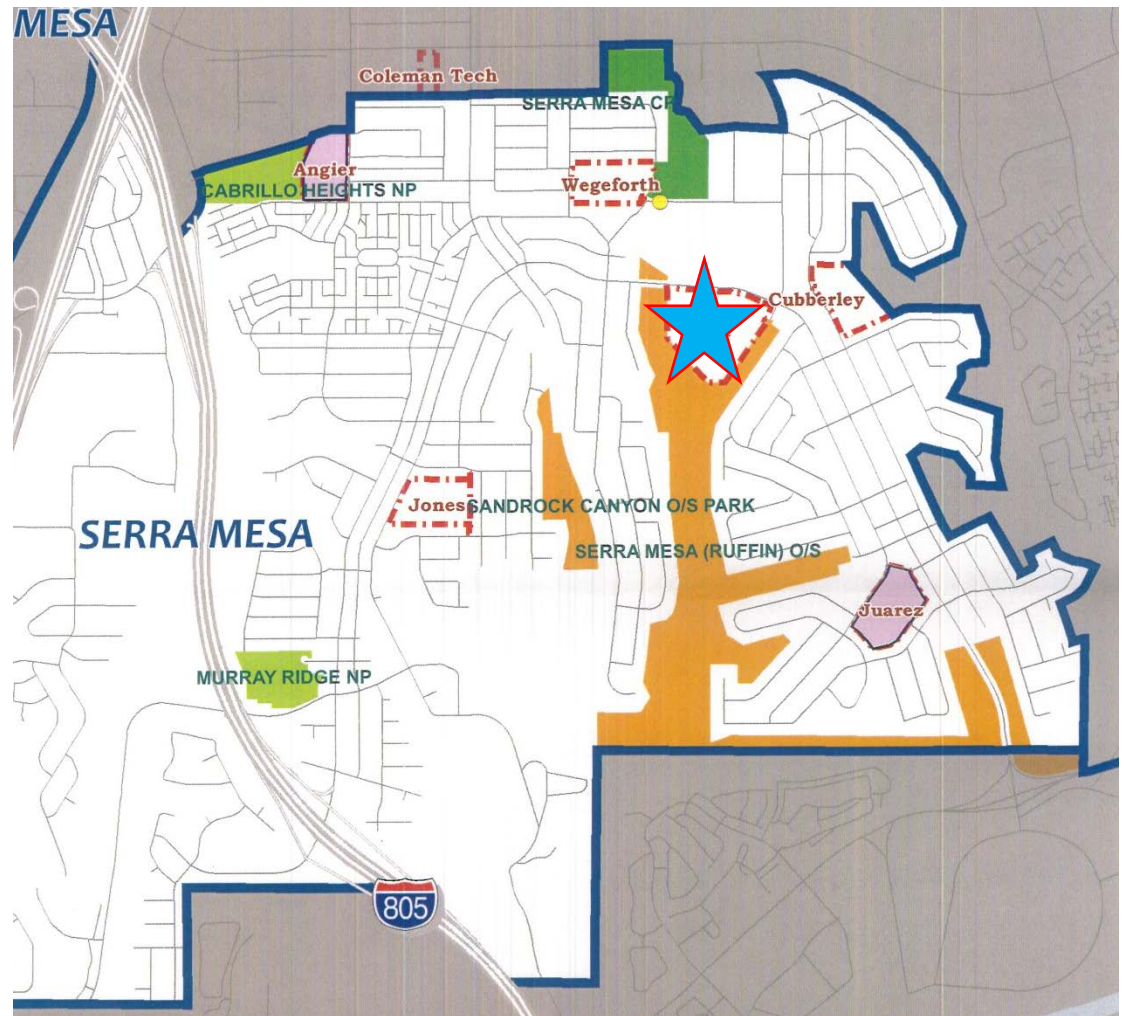 MESA
Coleman Tech
SERRA MESA CP
Angier
CABRILLO HEIGHTS NP
Wegeforth
Cubberley
Jones
SANDROCK CANYON O/S PARK
SERRA MESA
SERRA MESA (RUFFIN) O/S
Juarez
MURRAY RIDGE NP
805